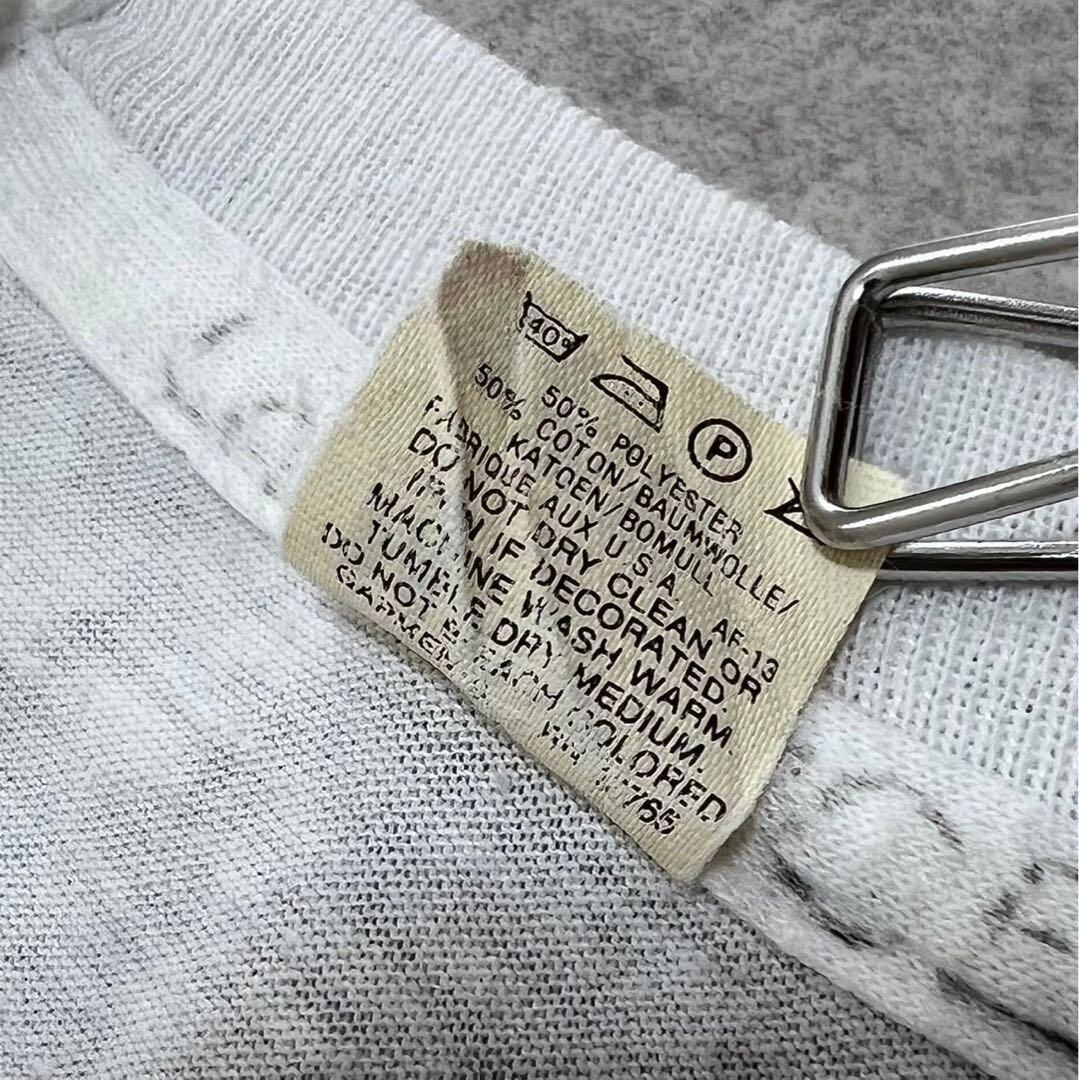 40°
P
50% POLYESTER
50% COTON/BAUMWOLLE/
KATOEN/BOMULL
FABRIQUE AUX U S A AF-13
DO NOT DRY CLEAN OR
IRON IF DECORATED.
MACHINE WASH WARM.
TUMBLE DRY MEDIUM.
DO NOT BLEACH COLORED
GARMENTS